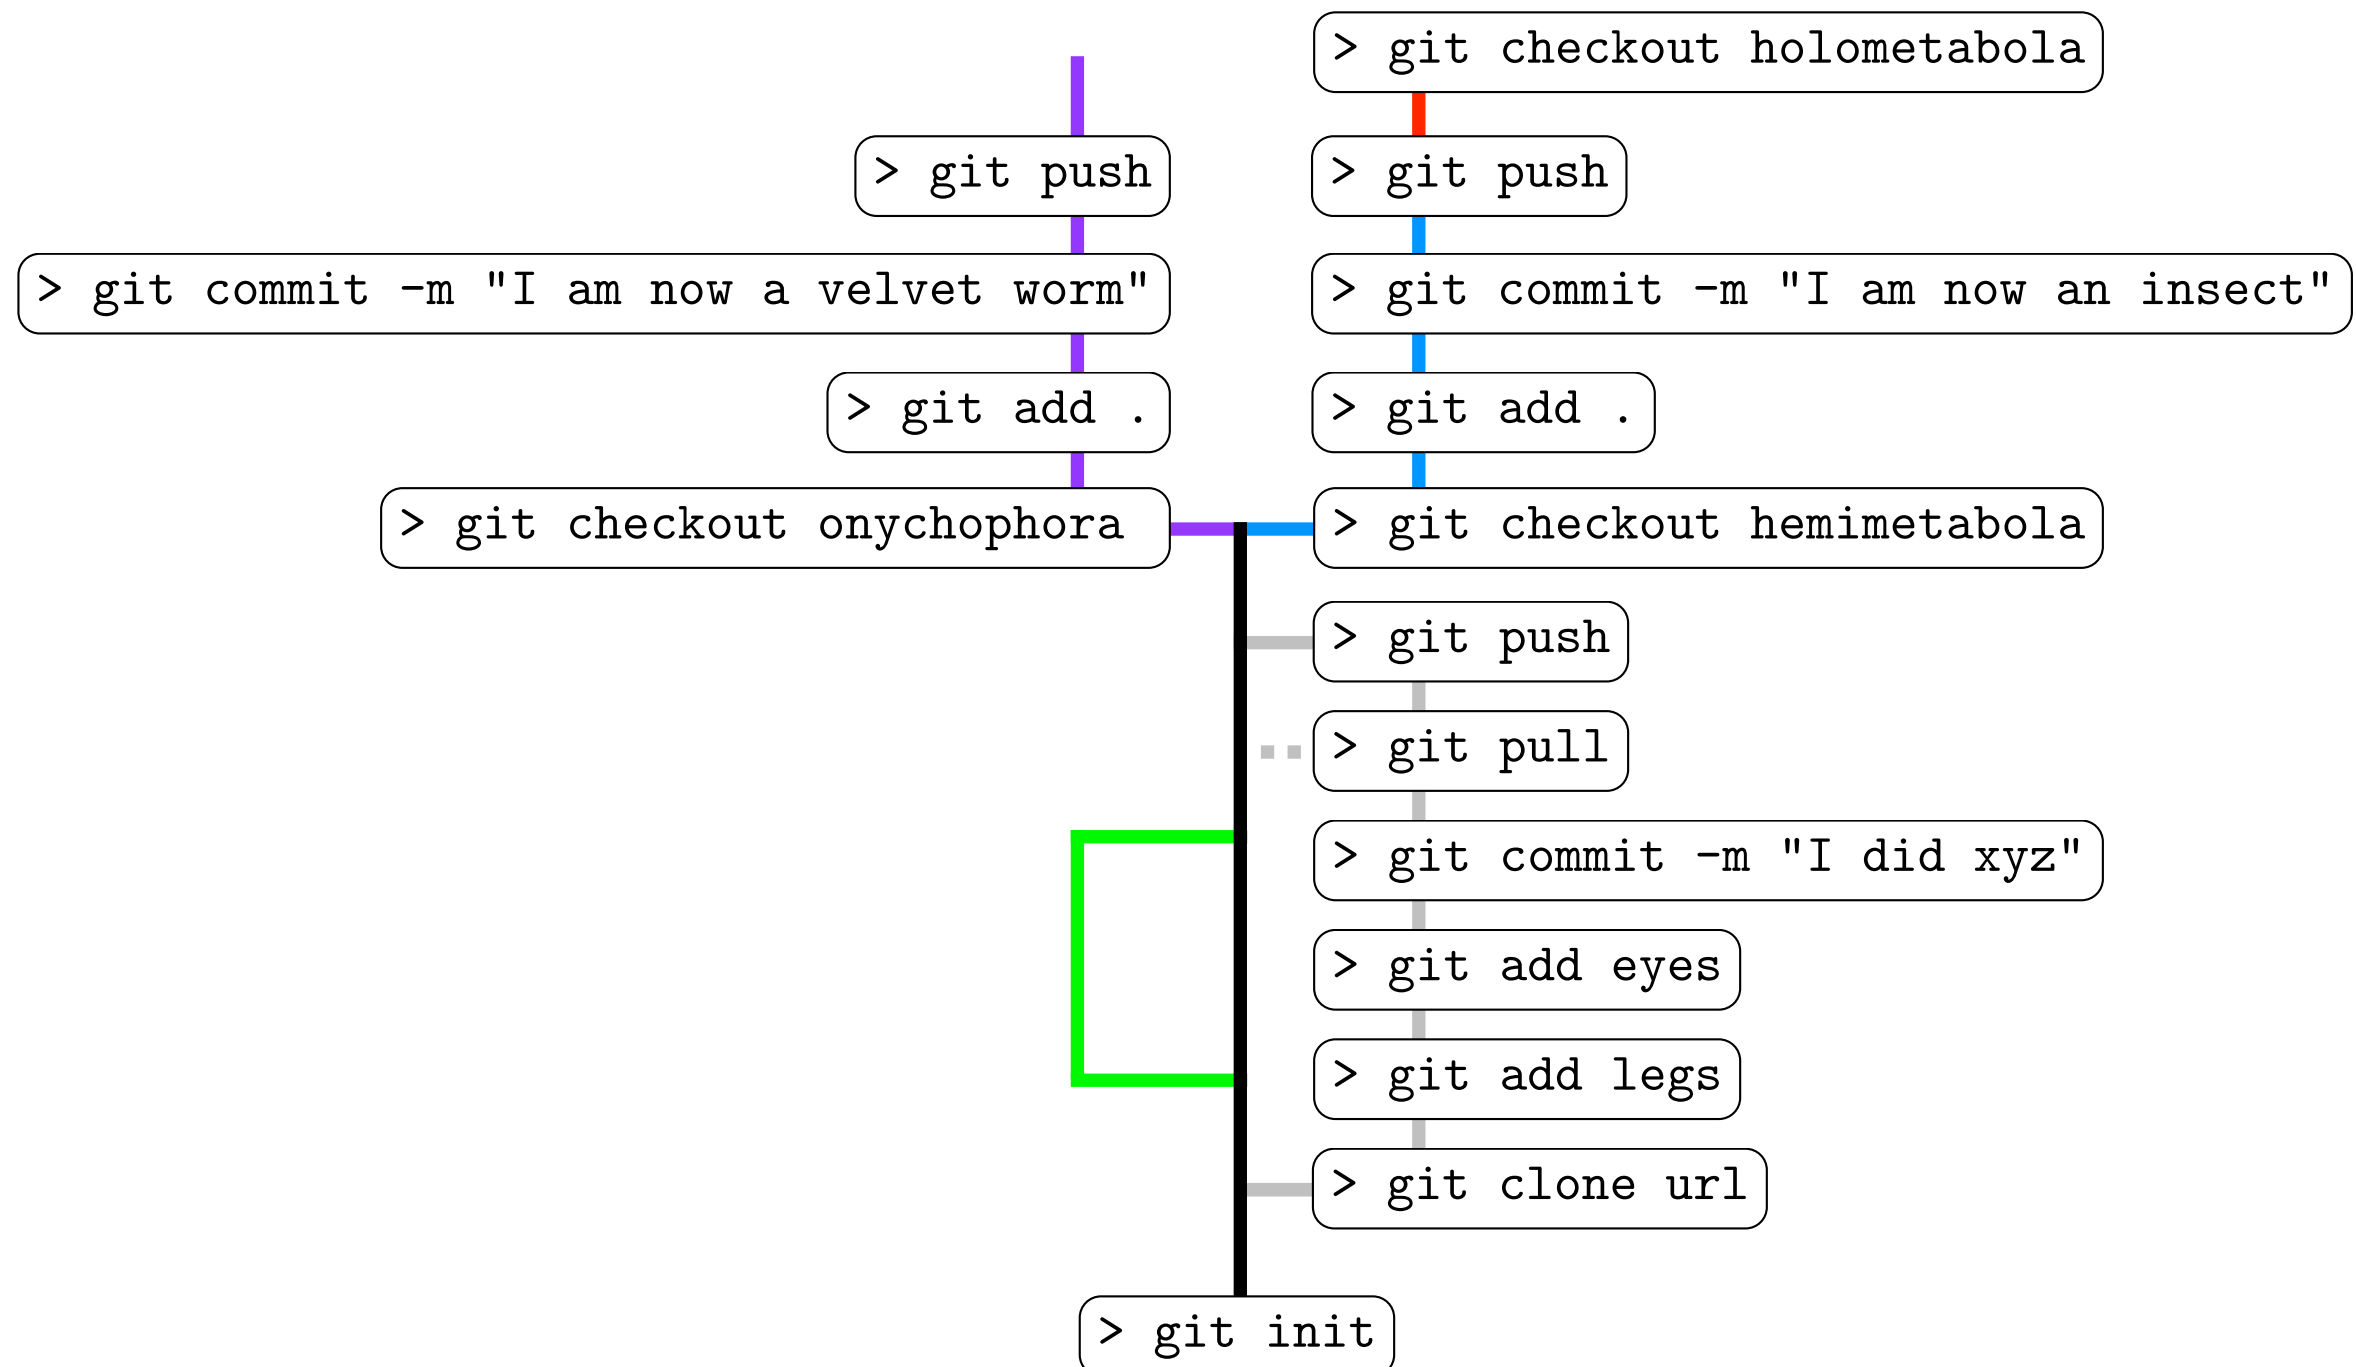 > git checkout holometabola
> git push
> git push
> git commit -m "I am now a velvet worm"
> git commit -m "I am now an insect"
> git add .
> git add .
> git checkout onychophora
> git checkout hemimetabola
> git push
> git pull
> git commit -m "I did xyz"
> git add eyes
> git add legs
> git clone url
> git init